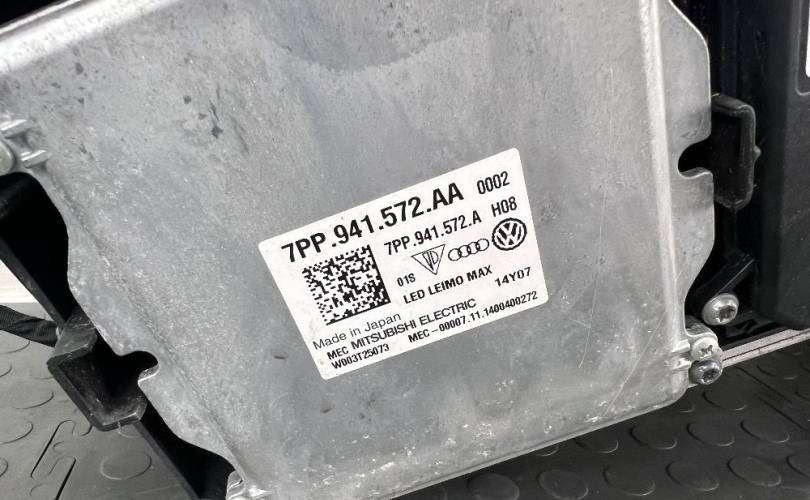 7PP.941.572.AA 0002
7PP.941.572.A H08
01S
LED LEIMO MAX 14Y07
Made in Japan
MEC MITSUBISHI ELECTRIC
W003T25073 MEC-00007.11.1400400272